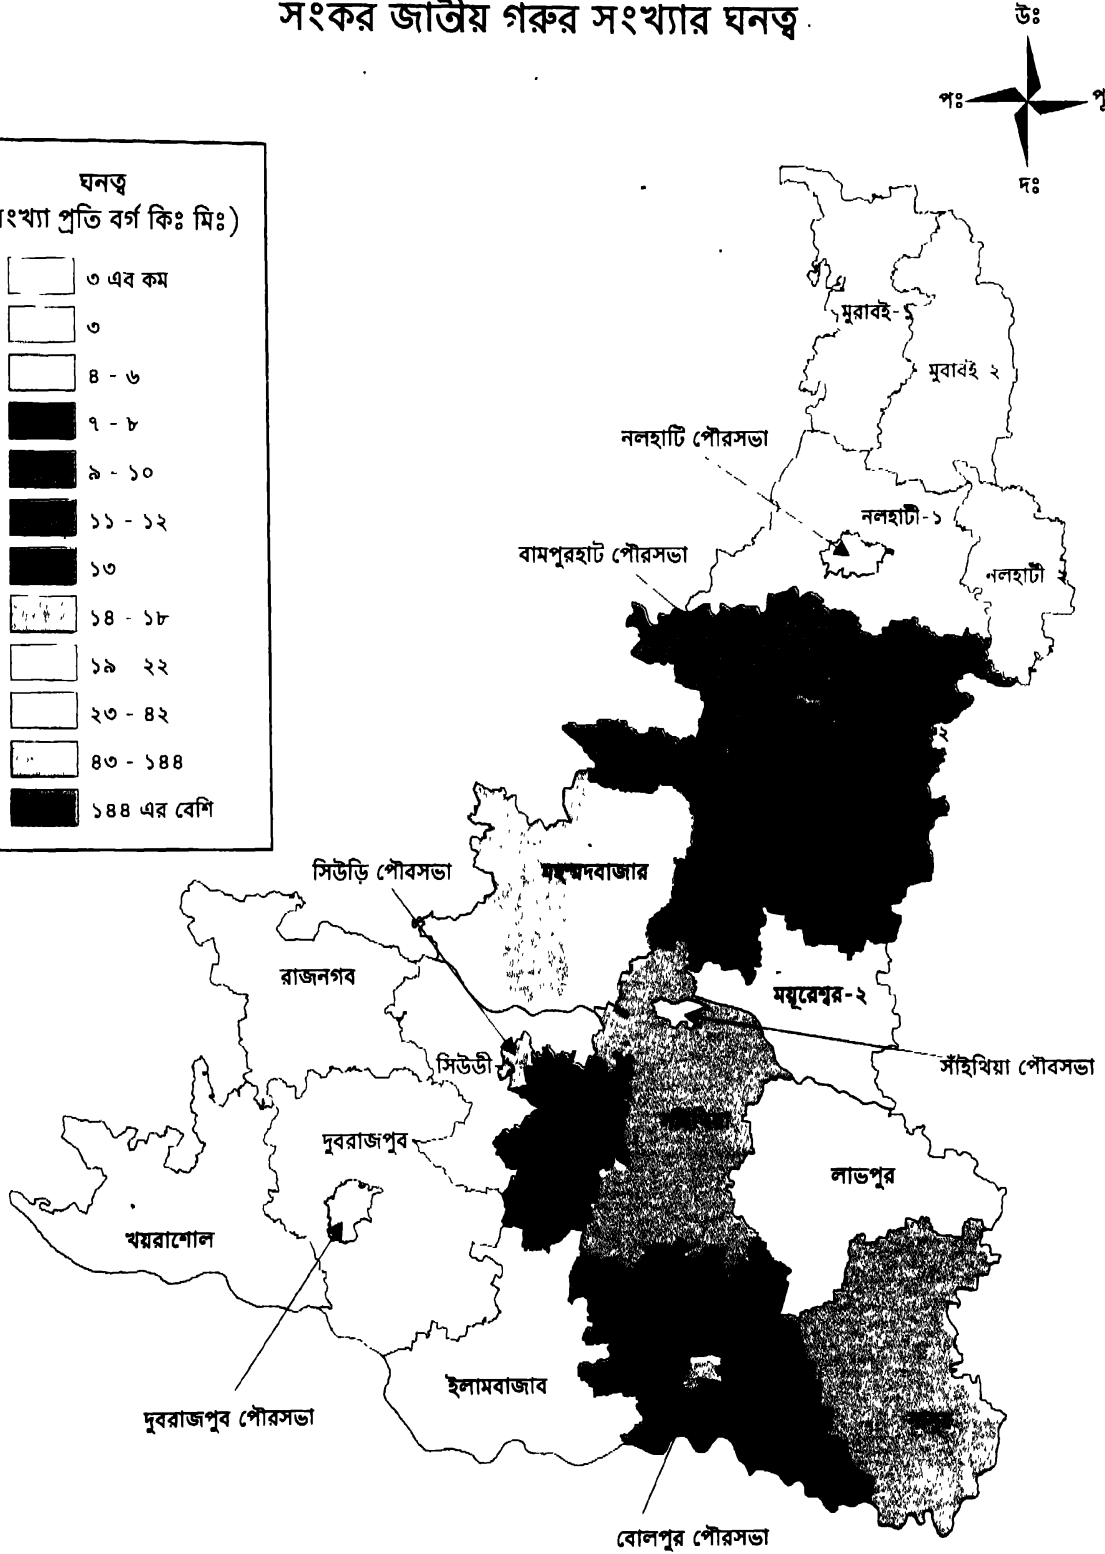 সংকর জাতীয় গরুর সংখ্যার ঘনত্ব
উঃ
পঃ
পূ
দঃ
ঘনত্ব
সংখ্যা প্রতি বর্গ কিঃ মিঃ)
৩ এব কম
৩
৪ - ৬
৭ - ৮
৯ - ১০
১১ - ১২
১৩
১৪ - ১৮
১৯ ২২
২৩ - ৪২
৪৩ - ১৪৪
১৪৪ এর বেশি
মুরাবই-১
মুবাবই ২
নলহাটি পৌরসভা
নলহাটী-১
বামপুরহাট পৌরসভা
নলহাটী ২
২
সিউড়ি পৌবসভা
মহম্মদবাজার
রাজনগব
ময়ূরেশ্বর-২
সিউডী
সাঁইথিয়া পৌবসভা
দুবরাজপুব
লাভপুর
খয়রাশোল
ইলামবাজাব
দুবরাজপুব পৌরসভা
বোলপুর পৌরসভা